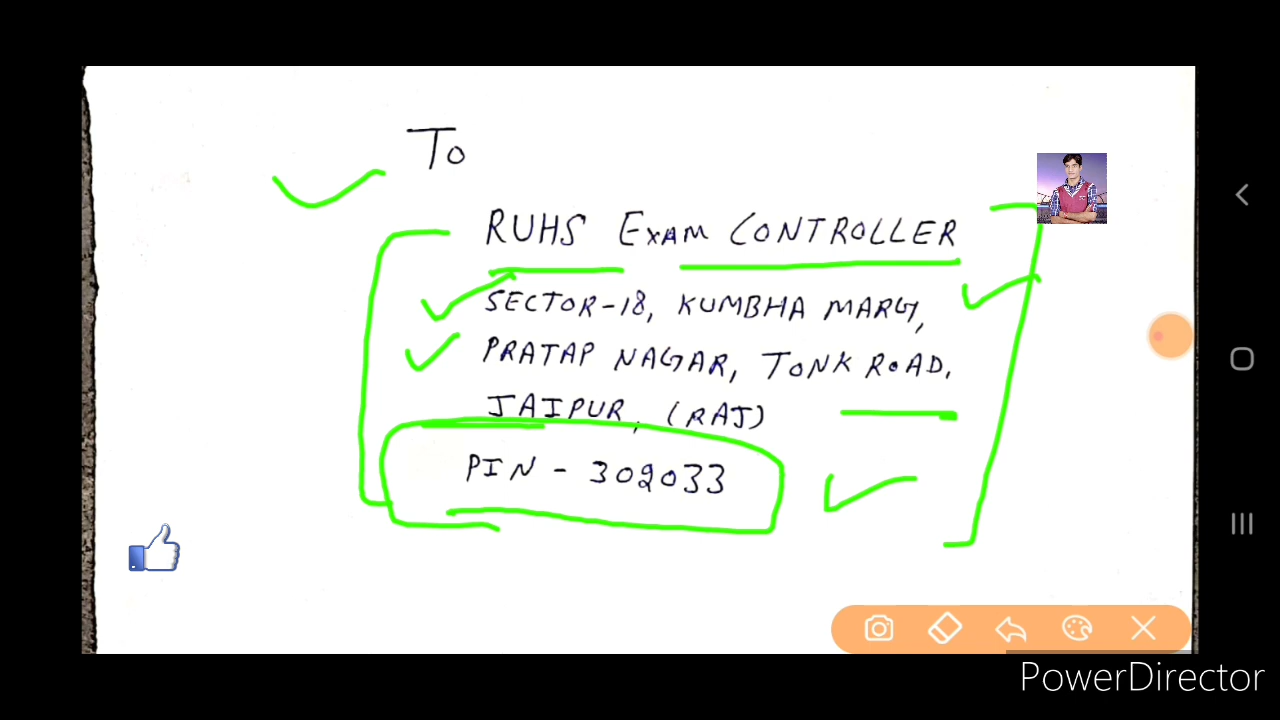 To
RUHS EXAM CONTROLLER
SECTOR-18, KUMBHA MARG,
PRATAP NAGAR, TONK ROAD,
JAIPUR, (RAJ)
PIN - 302033
PowerDirector